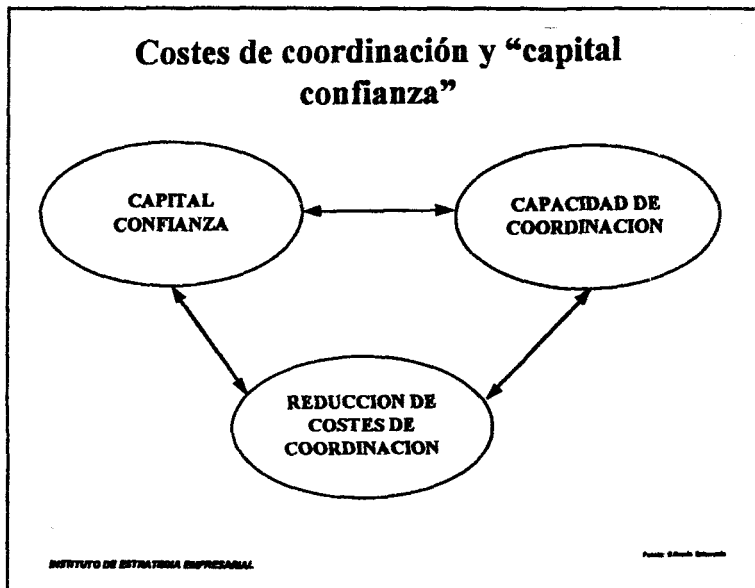 Costes de coordinación y “capital
confianza”
CAPITAL
CONFIANZA
CAPACIDAD DE
COORDINACION
REDUCCION DE
COSTES DE
COORDINACION
INSTITUTO DE ESTRATEGIA EMPRESARIAL